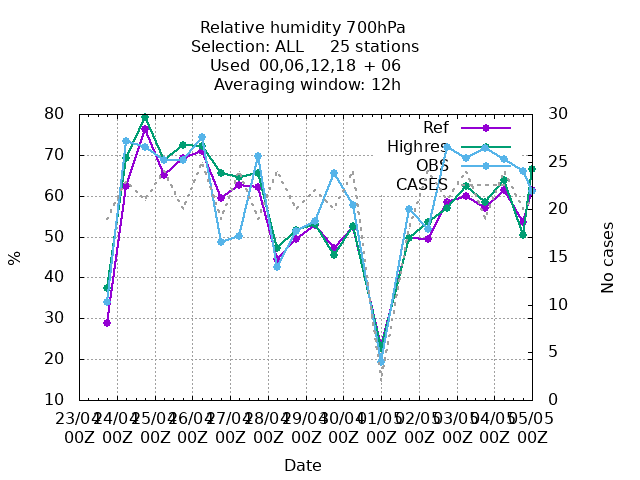 Relative humidity 700hPa
Selection: ALL 25 stations
Used 00,06,12,18 + 06
Averaging window: 12h
80 30
70 25
60 20
50 15
40 10
30 5
20 0
10
%
No cases
Ref
Highres
OBS
CASES
23/04 24/04 25/04 26/04 27/04 28/04 29/04 30/04 01/05 02/05 03/05 04/05 05/05
00Z 00Z 00Z 00Z 00Z 00Z 00Z 00Z 00Z 00Z 00Z 00Z 00Z
Date